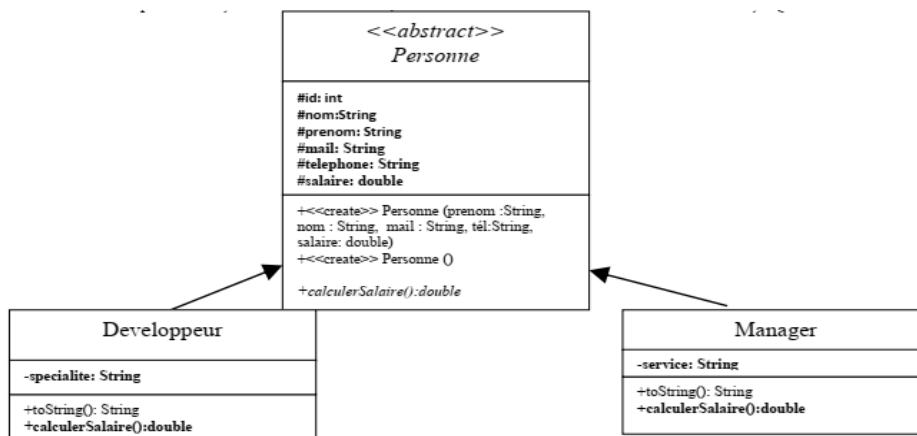 <<abstract>>
Personne
#id: int
#nom:String
#prenom: String
#mail: String
#telephone: String
#salaire: double
+<<create>> Personne (prenom :String,
nom : String, mail : String, tél:String,
salaire: double)
+<<create>> Personne ()
+calculerSalaire():double
Developpeur
-specialite: String
+toString(): String
+calculerSalaire():double
Manager
-service: String
+toString(): String
+calculerSalaire():double